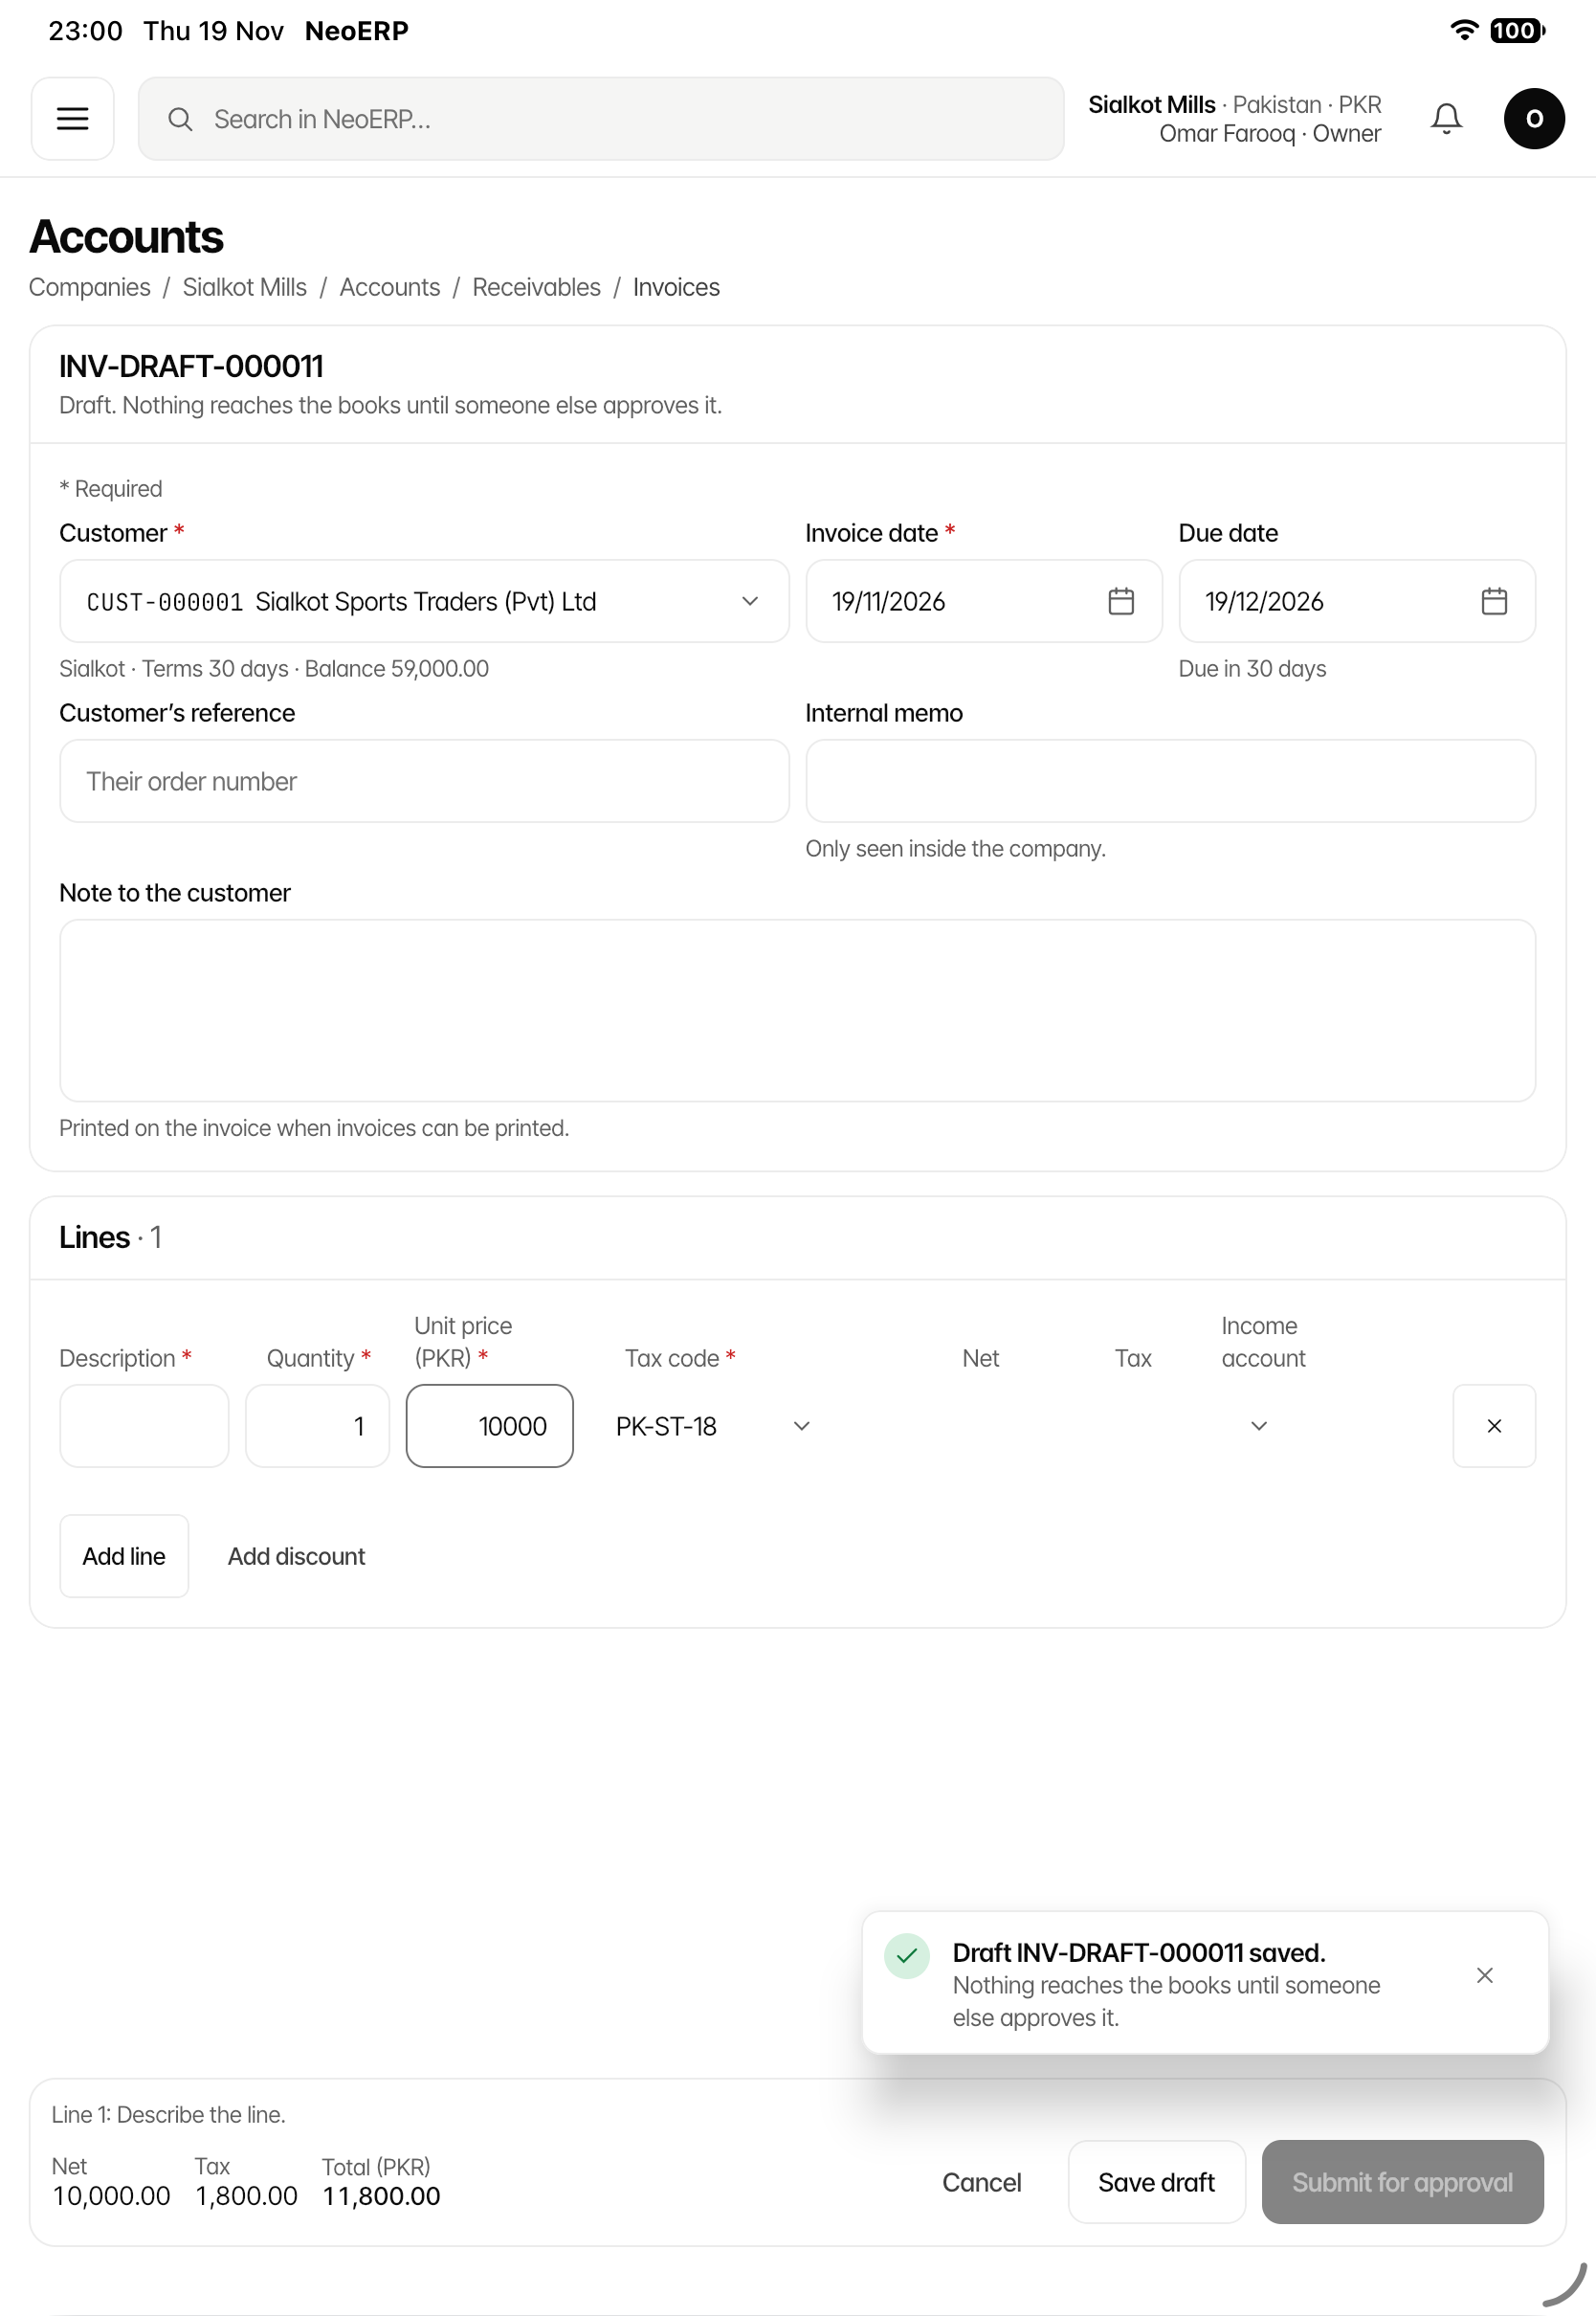 23:00 Thu 19 Nov NeoERP
100
Search in NeoERP...
Sialkot Mills · Pakistan · PKR
Omar Farooq · Owner
O
Accounts
Companies / Sialkot Mills / Accounts / Receivables / Invoices
INV-DRAFT-000011
Draft. Nothing reaches the books until someone else approves it.
* Required
Customer *
Invoice date *
Due date
CUST-000001 Sialkot Sports Traders (Pvt) Ltd
19/11/2026
19/12/2026
Sialkot · Terms 30 days · Balance 59,000.00
Due in 30 days
Customer’s reference
Internal memo
Their order number
Only seen inside the company.
Note to the customer
Printed on the invoice when invoices can be printed.
Lines · 1
Description *
Quantity *
Unit price
(PKR) *
Tax code *
Net
Tax
Income
account
1
10000
PK-ST-18
Add line
Add discount
Draft INV-DRAFT-000011 saved.
Nothing reaches the books until someone
else approves it.
Line 1: Describe the line.
Net
Tax
Total (PKR)
10,000.00
1,800.00
11,800.00
Cancel
Save draft
Submit for approval